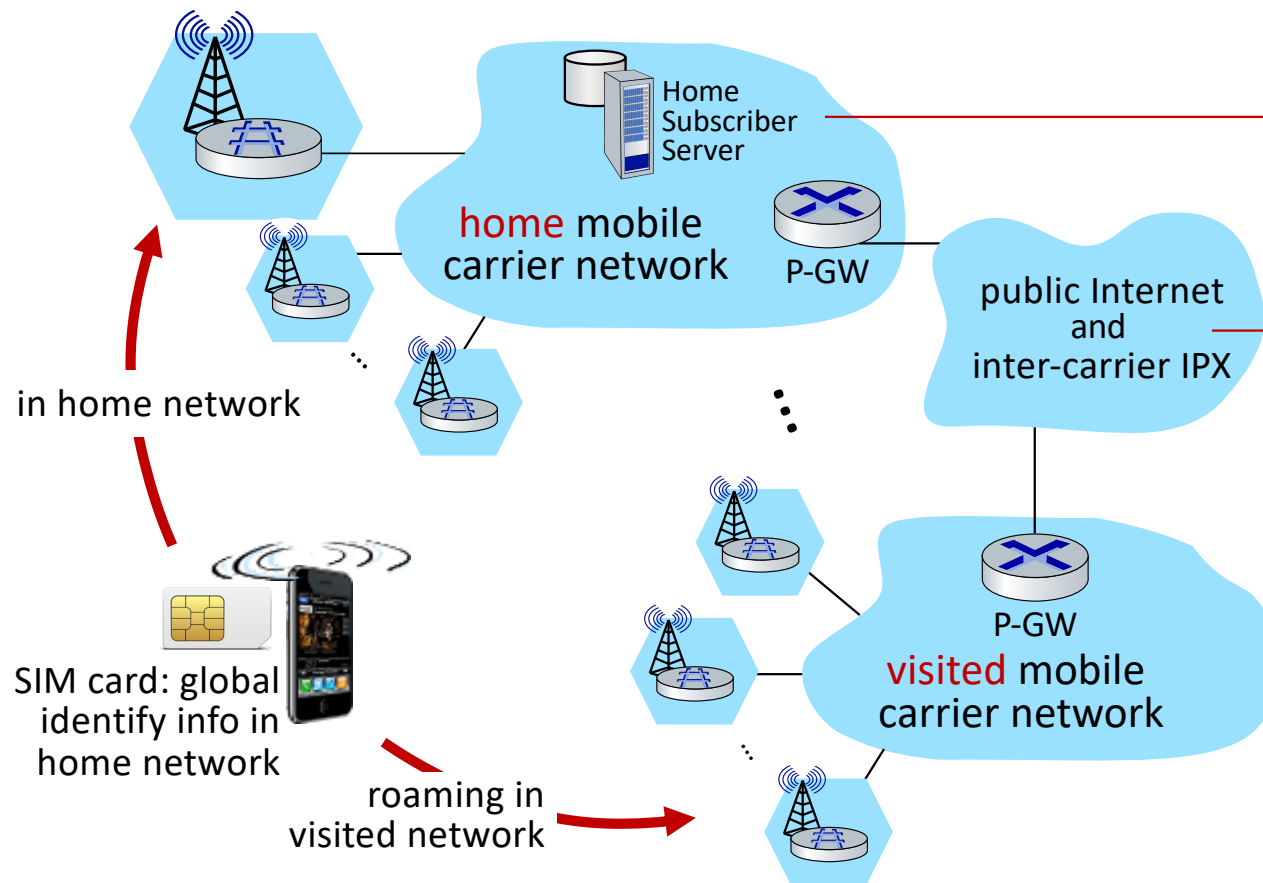 Home
Subscriber
Server
home mobile
carrier network
P-GW
public Internet
and
inter-carrier IPX
in home network
SIM card: global
identify info in
home network
roaming in
visited network
P-GW
visited mobile
carrier network